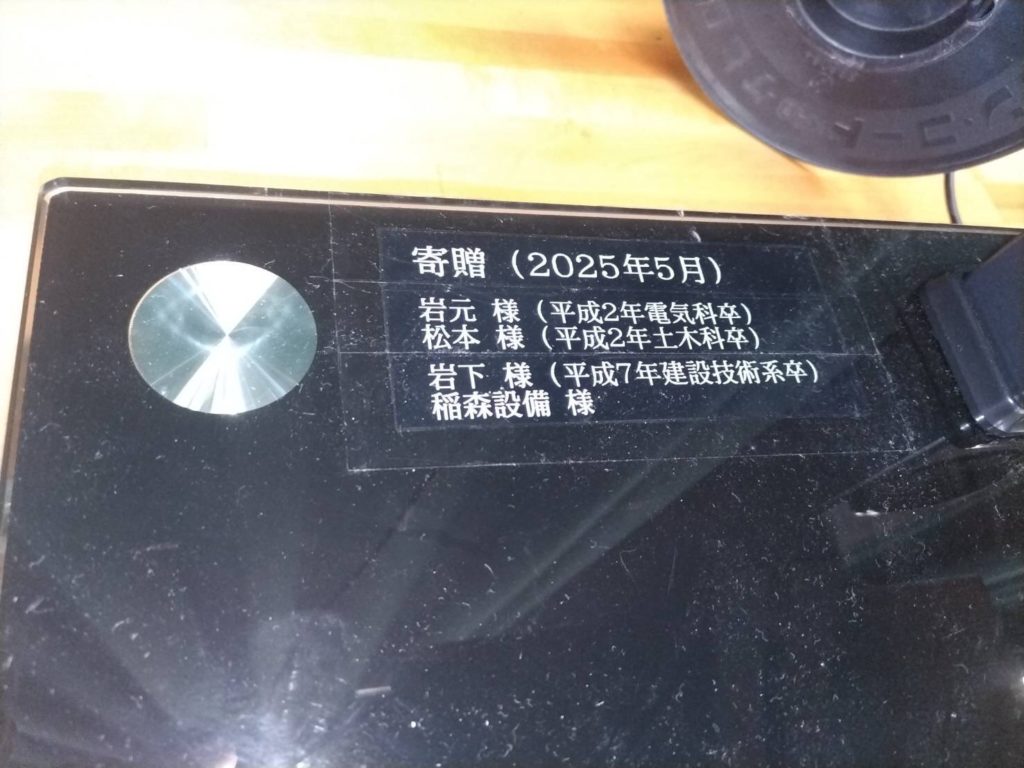 寄贈（2025年5月）
岩元 様（平成2年電気科卒）
松本 様（平成2年土木科卒）
岩下 様（平成7年建設技術系卒）
稲森設備 様